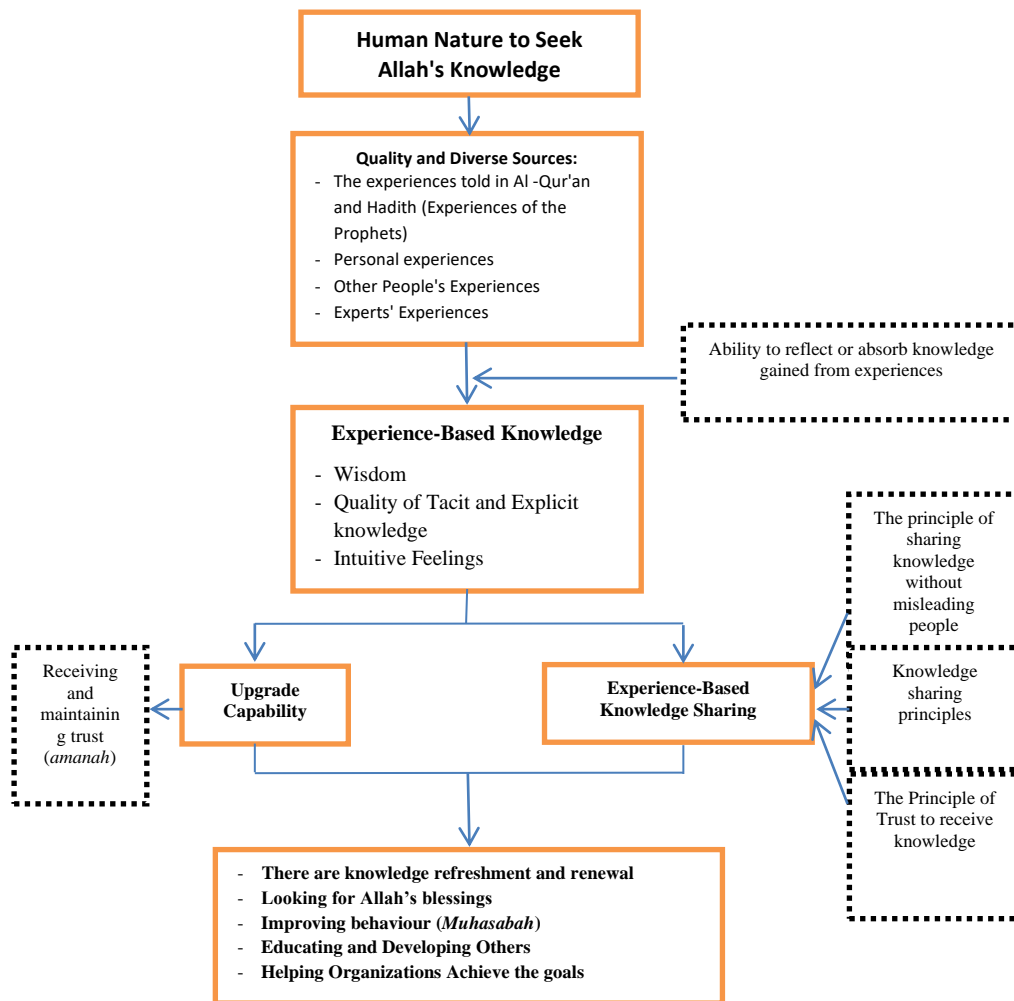 Human Nature to Seek
Allah's Knowledge
Quality and Diverse Sources:
- The experiences told in Al -Qur'an
and Hadith (Experiences of the
Prophets)
- Personal experiences
- Other People's Experiences
- Experts' Experiences
Ability to reflect or absorb knowledge
gained from experiences
Experience-Based Knowledge
- Wisdom
- Quality of Tacit and Explicit
knowledge
- Intuitive Feelings
The principle of
sharing
knowledge
without
misleading
people
Receiving
and
maintainin
g trust
(amanah)
Upgrade
Capability
Experience-Based
Knowledge Sharing
Knowledge
sharing
principles
The Principle of
Trust to receive
knowledge
- There are knowledge refreshment and renewal
- Looking for Allah’s blessings
- Improving behaviour (Muhasabah)
- Educating and Developing Others
- Helping Organizations Achieve the goals